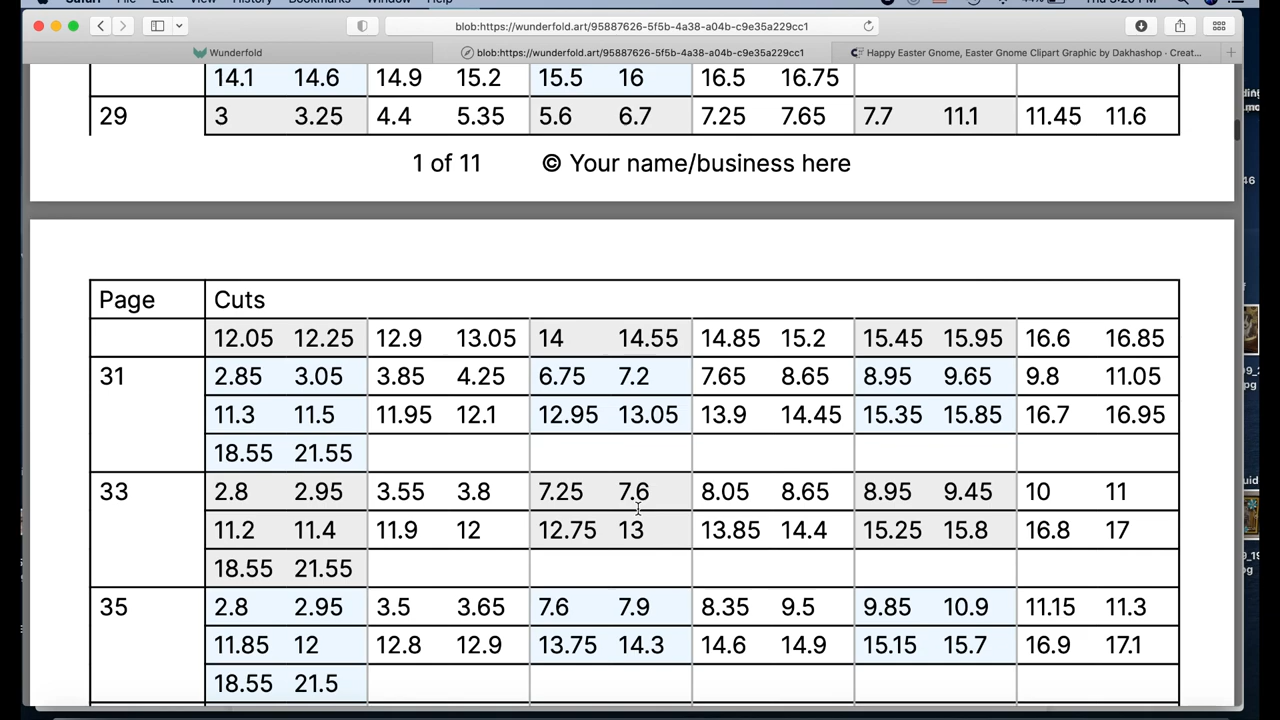 Safari File Edit View History Bookmarks Window Help
blob:https://wunderfold.art/95887626-5f5b-4a38-a04b-c9e35a229cc1
Wunderfold blob:https://wunderfold.art/95887626-5f5b-4a38-a04b-c9e35a229cc1 Happy Easter Gnome, Easter Gnome Clipart Graphic by Dakhashop · Creat...
14.1 14.6 14.9 15.2 15.5 16 16.5 16.75
29 3 3.25 4.4 5.35 5.6 6.7 7.25 7.65 7.7 11.1 11.45 11.6
1 of 11 © Your name/business here
Page Cuts
12.05 12.25 12.9 13.05 14 14.55 14.85 15.2 15.45 15.95 16.6 16.85
31 2.85 3.05 3.85 4.25 6.75 7.2 7.65 8.65 8.95 9.65 9.8 11.05
11.3 11.5 11.95 12.1 12.95 13.05 13.9 14.45 15.35 15.85 16.7 16.95
18.55 21.55
33 2.8 2.95 3.55 3.8 7.25 7.6 8.05 8.65 8.95 9.45 10 11
11.2 11.4 11.9 12 12.75 13 13.85 14.4 15.25 15.8 16.8 17
18.55 21.55
35 2.8 2.95 3.5 3.65 7.6 7.9 8.35 9.5 9.85 10.9 11.15 11.3
11.85 12 12.8 12.9 13.75 14.3 14.6 14.9 15.15 15.7 16.9 17.1
18.55 21.5